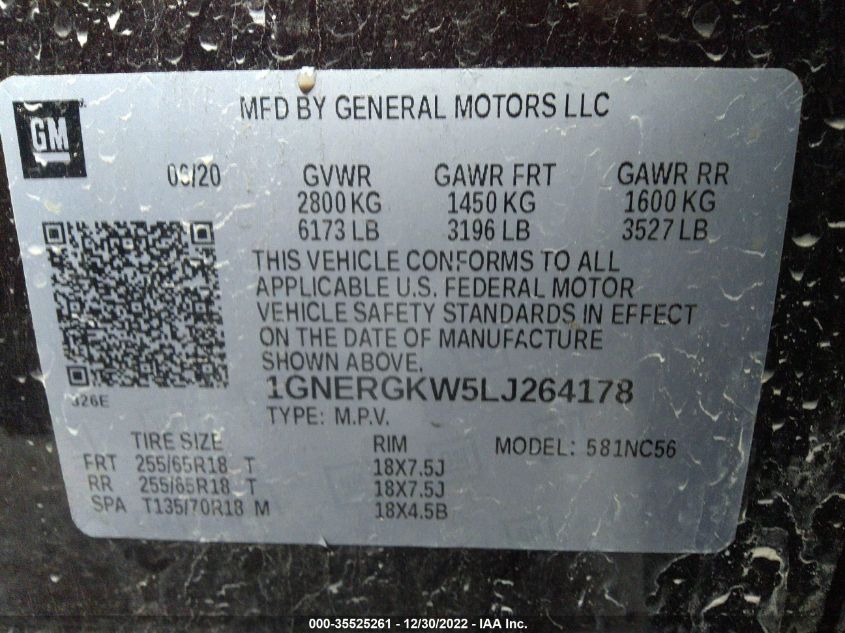 MFD BY GENERAL MOTORS LLC
GM
GVWR GAWR FRT GAWR RR
2800 KG 1450 KG 1600 KG
6173 LB 3196 LB 3527 LB
THIS VEHICLE CONFORMS TO ALL
APPLICABLE U.S. FEDERAL MOTOR
VEHICLE SAFETY STANDARDS IN EFFECT
ON THE DATE OF MANUFACTURE
SHOWN ABOVE.
1GNERGKW5LJ264178
TYPE: M.P.V.
TIRE SIZE RIM MODEL: 581NC56
FRT 255/65R18 T 18X7.5J
RR 255/65R18 T 18X7.5J
SPA T135/70R18 M 18X4.5B
000-35525261 - 12/30/2022 - IAA Inc.